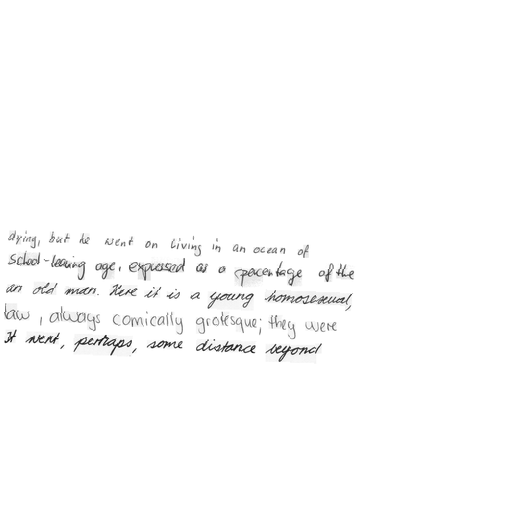 dying, but he went on living in an ocean of
School-leaving age, expressed as a percentage of the
an old man. Here it is a young homosexual,
law, always comically grotesque; they were
It went, perhaps, some distance beyond